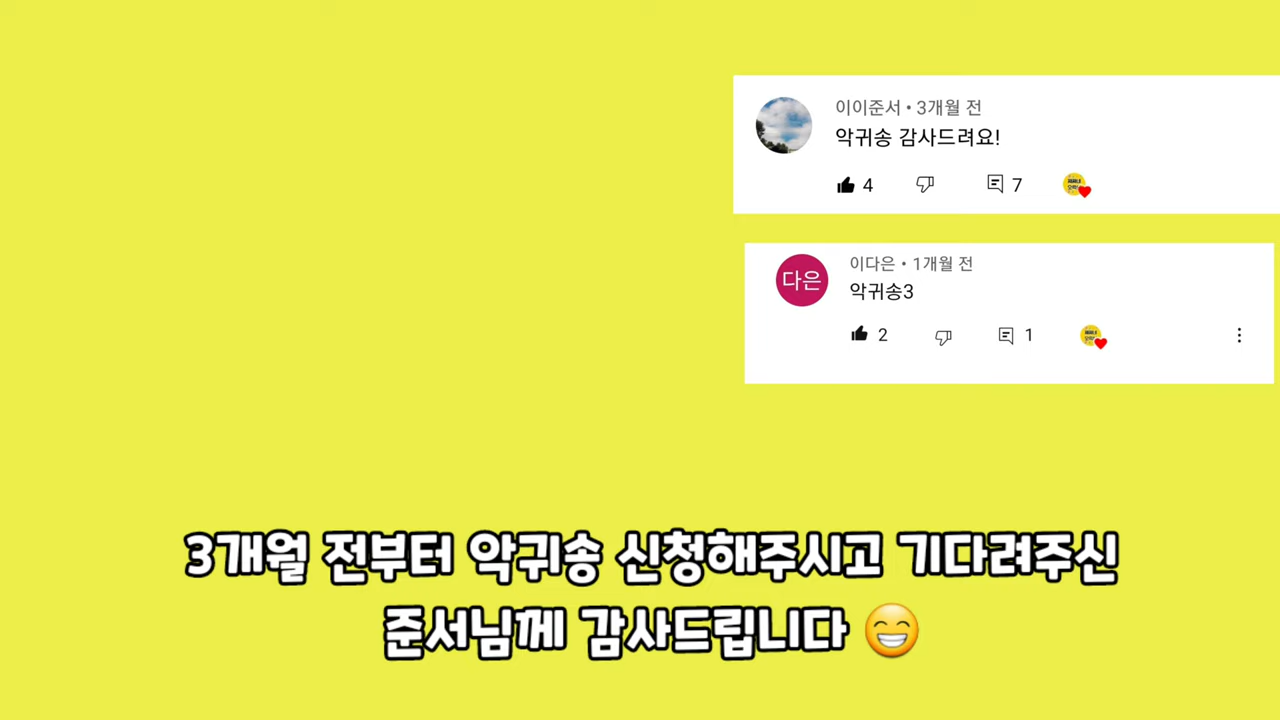 이이준서 • 3개월 전
악귀송 감사드려요!
4 7
다은
이다은 • 1개월 전
악귀송3
2 1
3개월 전부터 악귀송 신청해주시고 기다려주신
준서님께 감사드립니다 😁